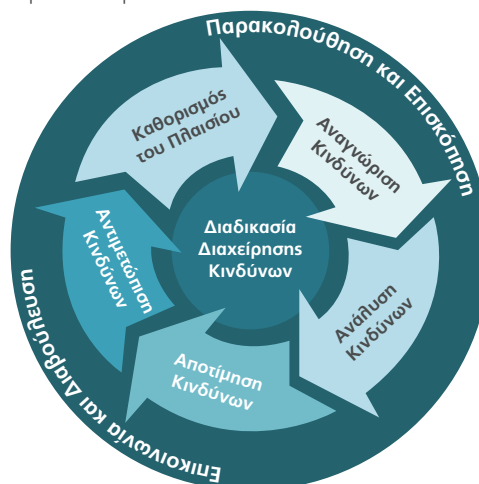 Παρακολούθηση και Επισκόπηση
Καθορισμός
του Πλαισίου
Αναγνώριση
Κινδύνων
Διαδικασία
Διαχείρησης
Κινδύνων
Αντιμετώπιση
Κινδύνων
Ανάλυση
Κινδύνων
Αποτίμηση
Κινδύνων
Επικοινωνία και Διαβούλευση